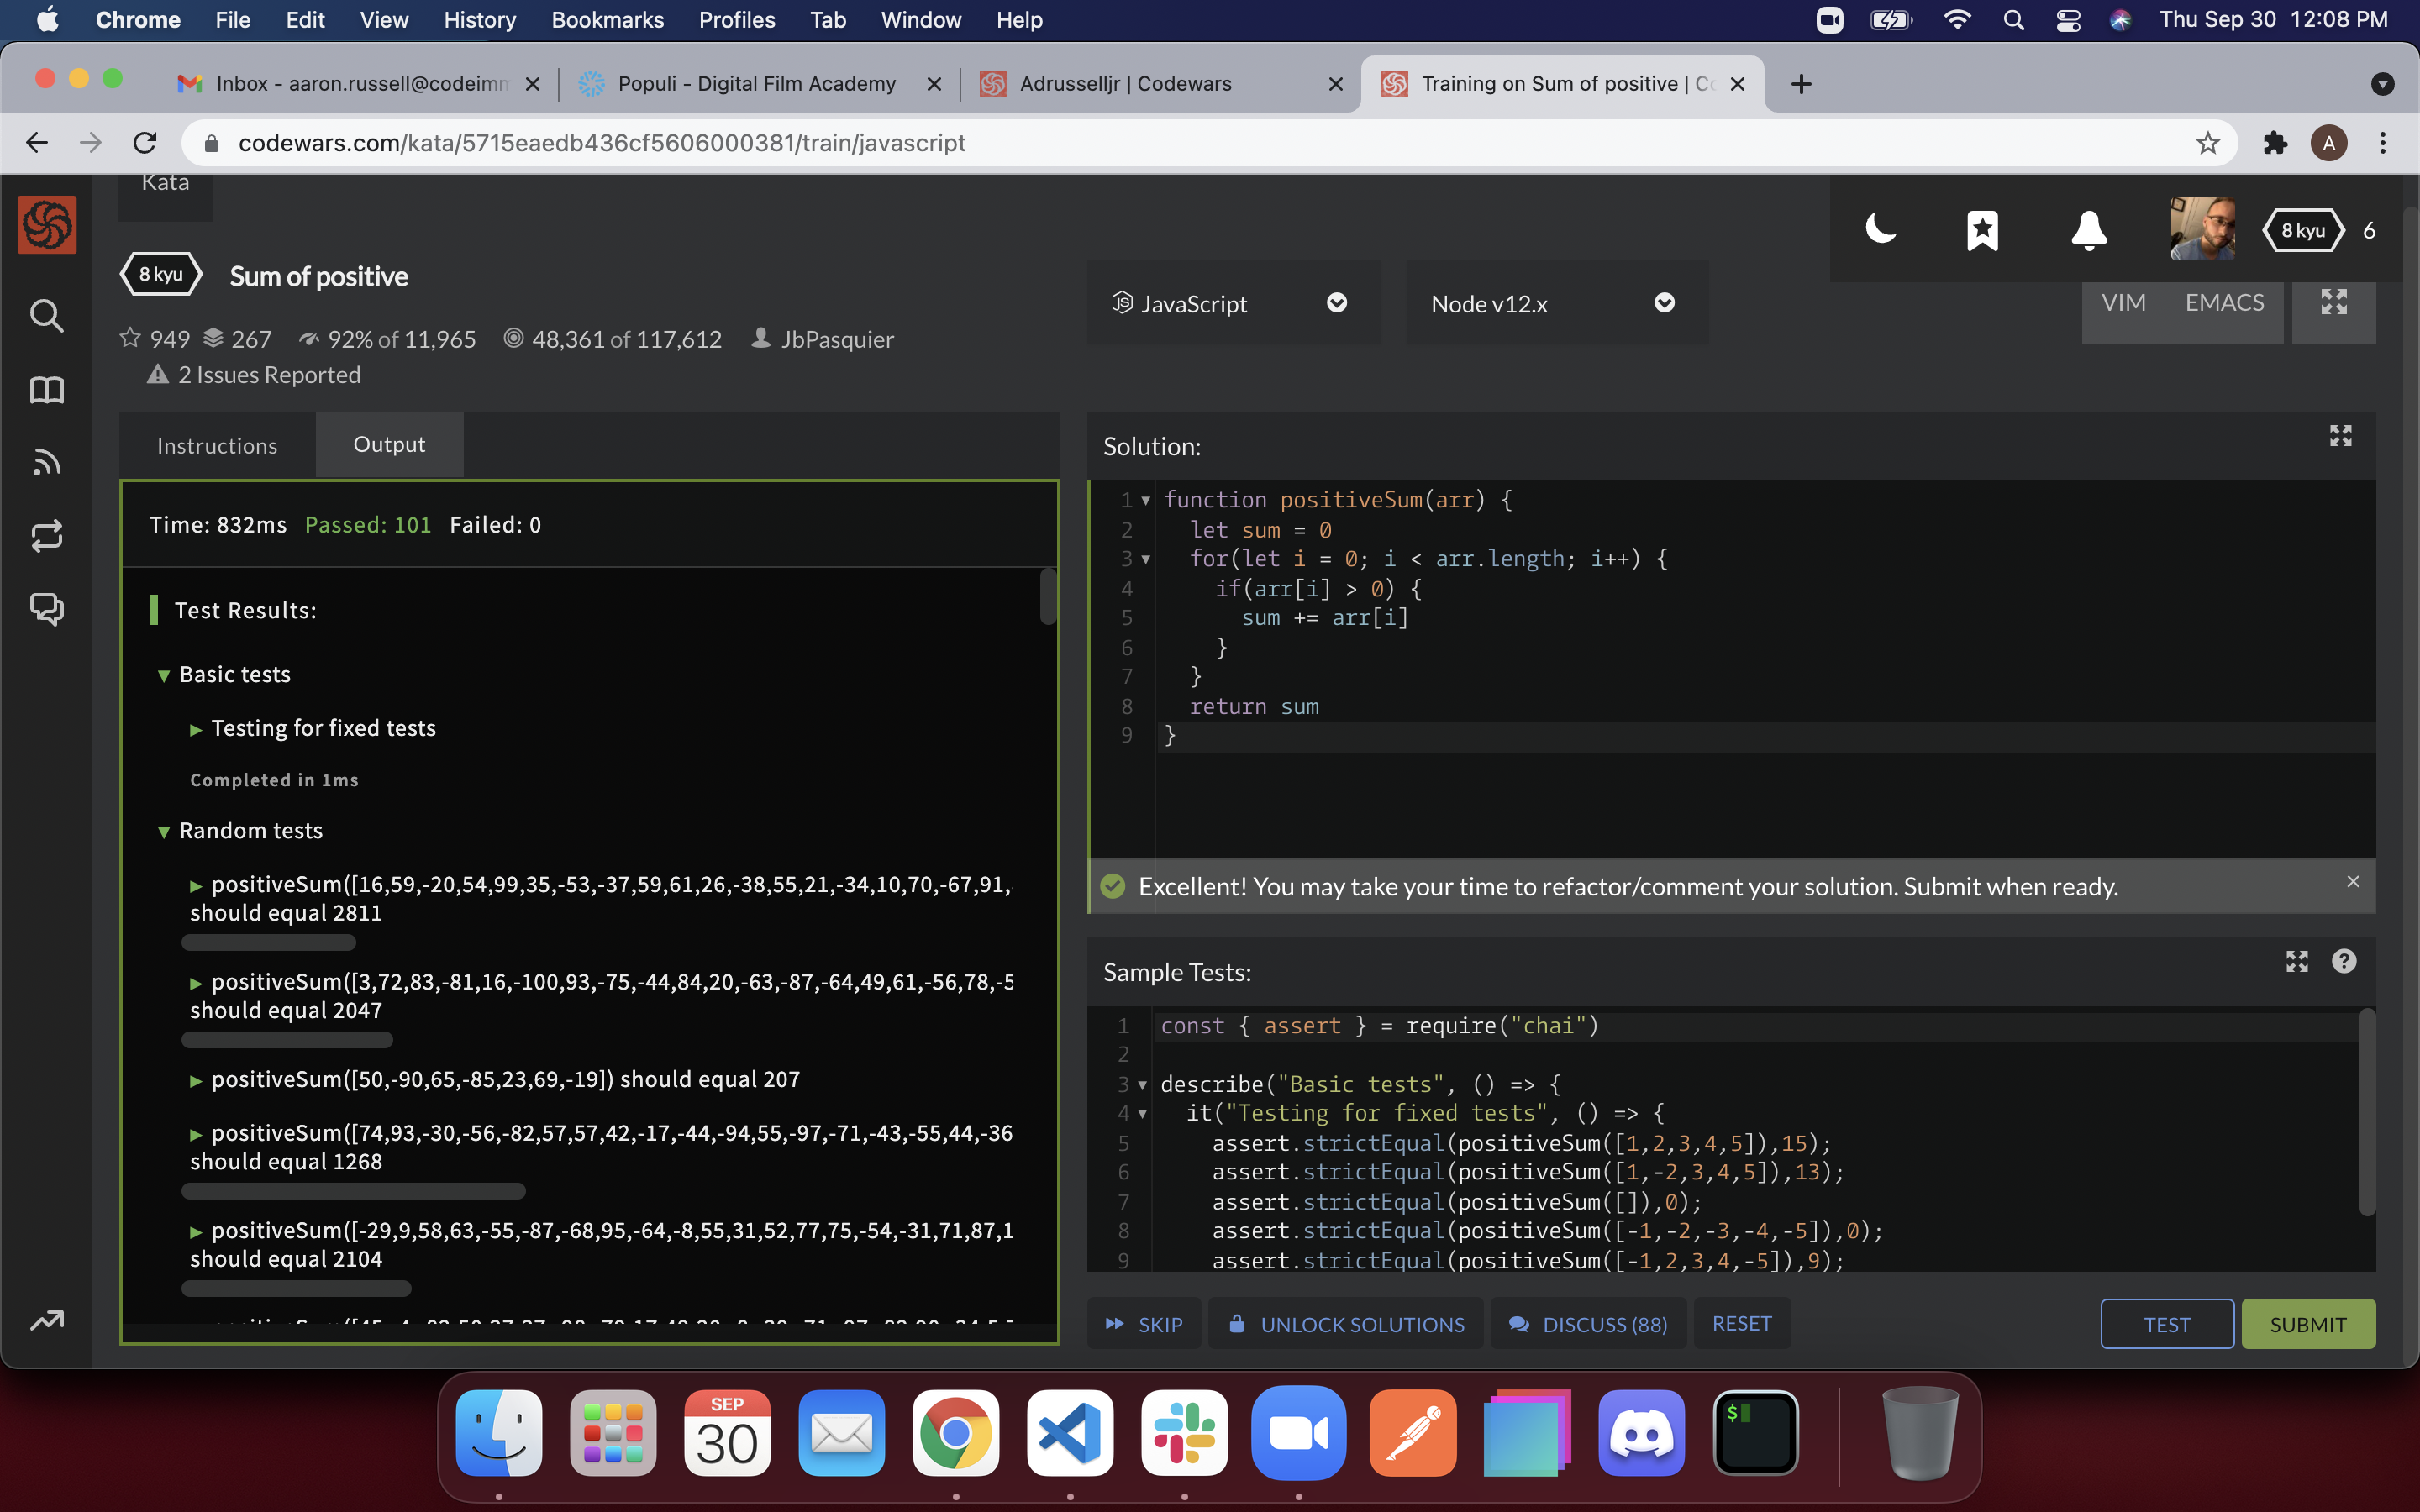 Chrome File Edit View History Bookmarks Profiles Tab Window Help Thu Sep 30 12:08 PM
Inbox - aaron.russell@codeimm Populi - Digital Film Academy Adrusselljr | Codewars Training on Sum of positive | Co
codewars.com/kata/5715eaedb436cf5606000381/train/javascript A
Kata
8 kyu Sum of positive
8 kyu 6
949 267 92% of 11,965 48,361 of 117,612 JbPasquier
2 Issues Reported
JavaScript Node v12.x VIM EMACS
Instructions Output
Time: 832ms Passed: 101 Failed: 0
Test Results:
Basic tests
Testing for fixed tests
Completed in 1ms
Random tests
positiveSum([16,59,-20,54,99,35,-53,-37,59,61,26,-38,55,21,-34,10,70,-67,91,
should equal 2811
positiveSum([3,72,83,-81,16,-100,93,-75,-44,84,20,-63,-87,-64,49,61,-56,78,-5
should equal 2047
positiveSum([50,-90,65,-85,23,69,-19]) should equal 207
positiveSum([74,93,-30,-56,-82,57,57,42,-17,-44,-94,55,-97,-71,-43,-55,44,-36
should equal 1268
positiveSum([-29,9,58,63,-55,-87,-68,95,-64,-8,55,31,52,77,75,-54,-31,71,87,1
should equal 2104
Solution:
1 function positiveSum(arr) {
2 let sum = 0
3 for(let i = 0; i < arr.length; i++) {
4 if(arr[i] > 0) {
5 sum += arr[i]
6 }
7 }
8 return sum
9 }
Excellent! You may take your time to refactor/comment your solution. Submit when ready.
Sample Tests:
1 const { assert } = require("chai")
2
3 describe("Basic tests", () => {
4 it("Testing for fixed tests", () => {
5 assert.strictEqual(positiveSum([1,2,3,4,5]),15);
6 assert.strictEqual(positiveSum([1,-2,3,4,5]),13);
7 assert.strictEqual(positiveSum([]),0);
8 assert.strictEqual(positiveSum([-1,-2,-3,-4,-5]),0);
9 assert.strictEqual(positiveSum([-1,2,3,4,-5]),9);
SKIP UNLOCK SOLUTIONS DISCUSS (88) RESET TEST SUBMIT
SEP
30
$